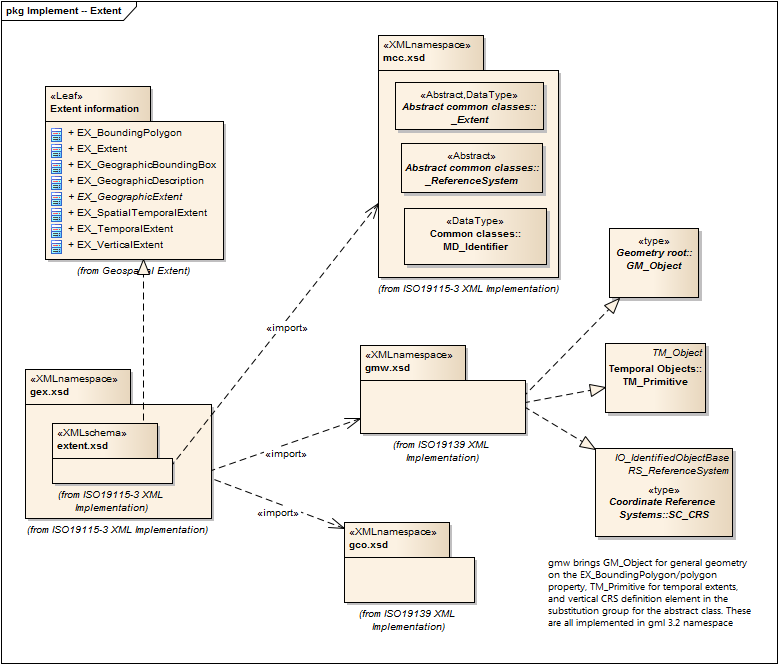 pkg Implement -- Extent
«XMLnamespace»
mcc.xsd
«Abstract,DataType»
Abstract common classes::
_Extent
«Abstract»
Abstract common classes::
_ReferenceSystem
«DataType»
Common classes::
MD_Identifier
(from ISO19115-3 XML Implementation)
«Leaf»
Extent information
+ EX_BoundingPolygon
+ EX_Extent
+ EX_GeographicBoundingBox
+ EX_GeographicDescription
+ EX_GeographicExtent
+ EX_SpatialTemporalExtent
+ EX_TemporalExtent
+ EX_VerticalExtent
(from Geospatial Extent)
«type»
Geometry root::
GM_Object
«import»
TM_Object
Temporal Objects::
TM_Primitive
«XMLnamespace»
gmw.xsd
(from ISO19139 XML
Implementation)
«XMLnamespace»
gex.xsd
«XMLschema»
extent.xsd
(from ISO19115-3 XML
Implementation)
(from ISO19115-3 XML Implementation)
«import»
«import»
IO_IdentifiedObjectBase
RS_ReferenceSystem
«type»
Coordinate Reference
Systems::SC_CRS
«XMLnamespace»
gco.xsd
(from ISO19139 XML
Implementation)
gmw brings GM_Object for general geometry
on the EX_BoundingPolygon/polygon
property, TM_Primitive for temporal extents,
and vertical CRS definition element in the
substitution group for the abstract class. These
are all implemented in gml 3.2 namespace